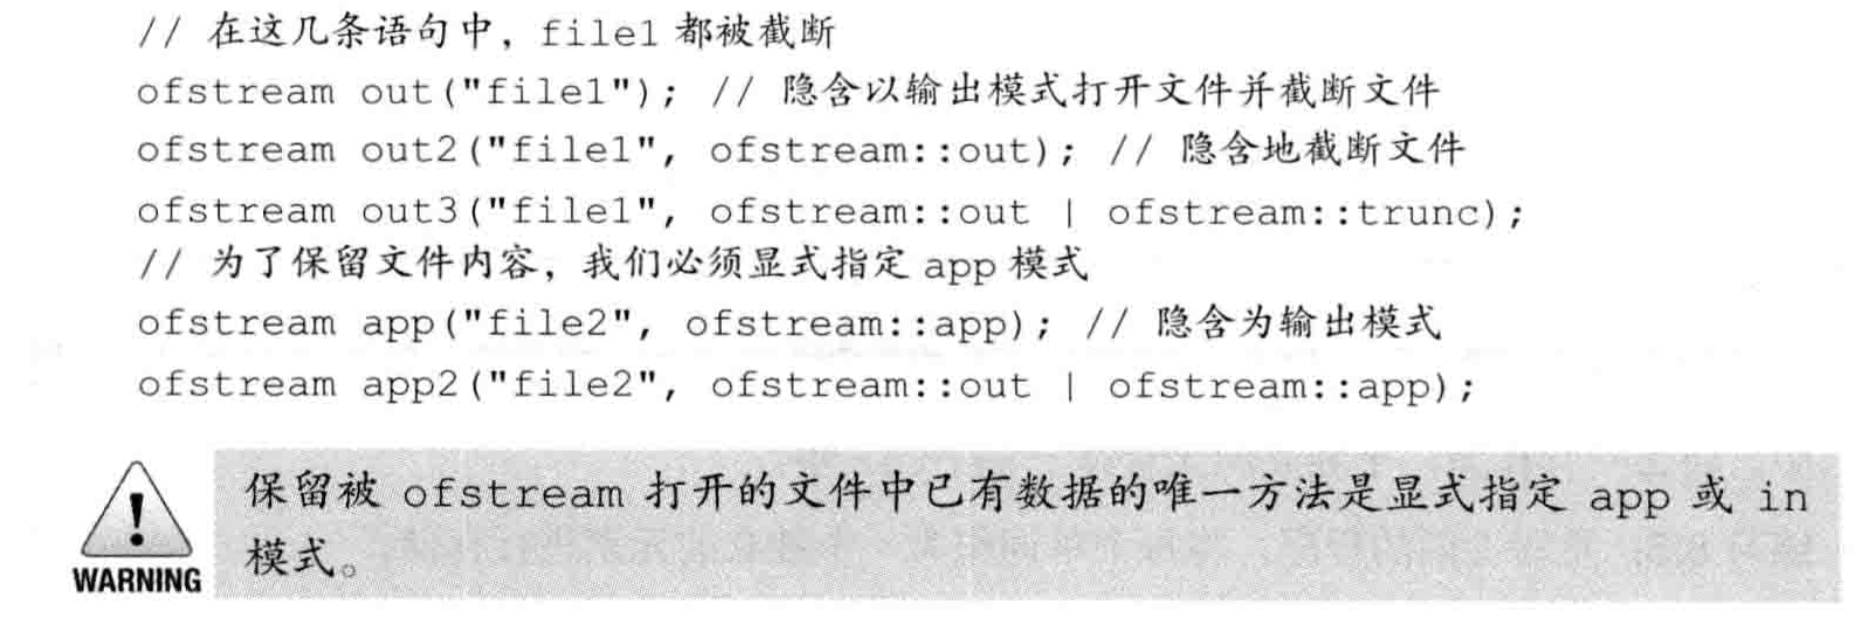 // 在这几条语句中，file1 都被截断
ofstream out("file1"); // 隐含以输出模式打开文件并截断文件
ofstream out2("file1", ofstream::out); // 隐含地截断文件
ofstream out3("file1", ofstream::out | ofstream::trunc);
// 为了保留文件内容，我们必须显式指定 app 模式
ofstream app("file2", ofstream::app); // 隐含为输出模式
ofstream app2("file2", ofstream::out | ofstream::app);
保留被 ofstream 打开的文件中已有数据的唯一方法是显式指定 app 或 in
模式。
WARNING